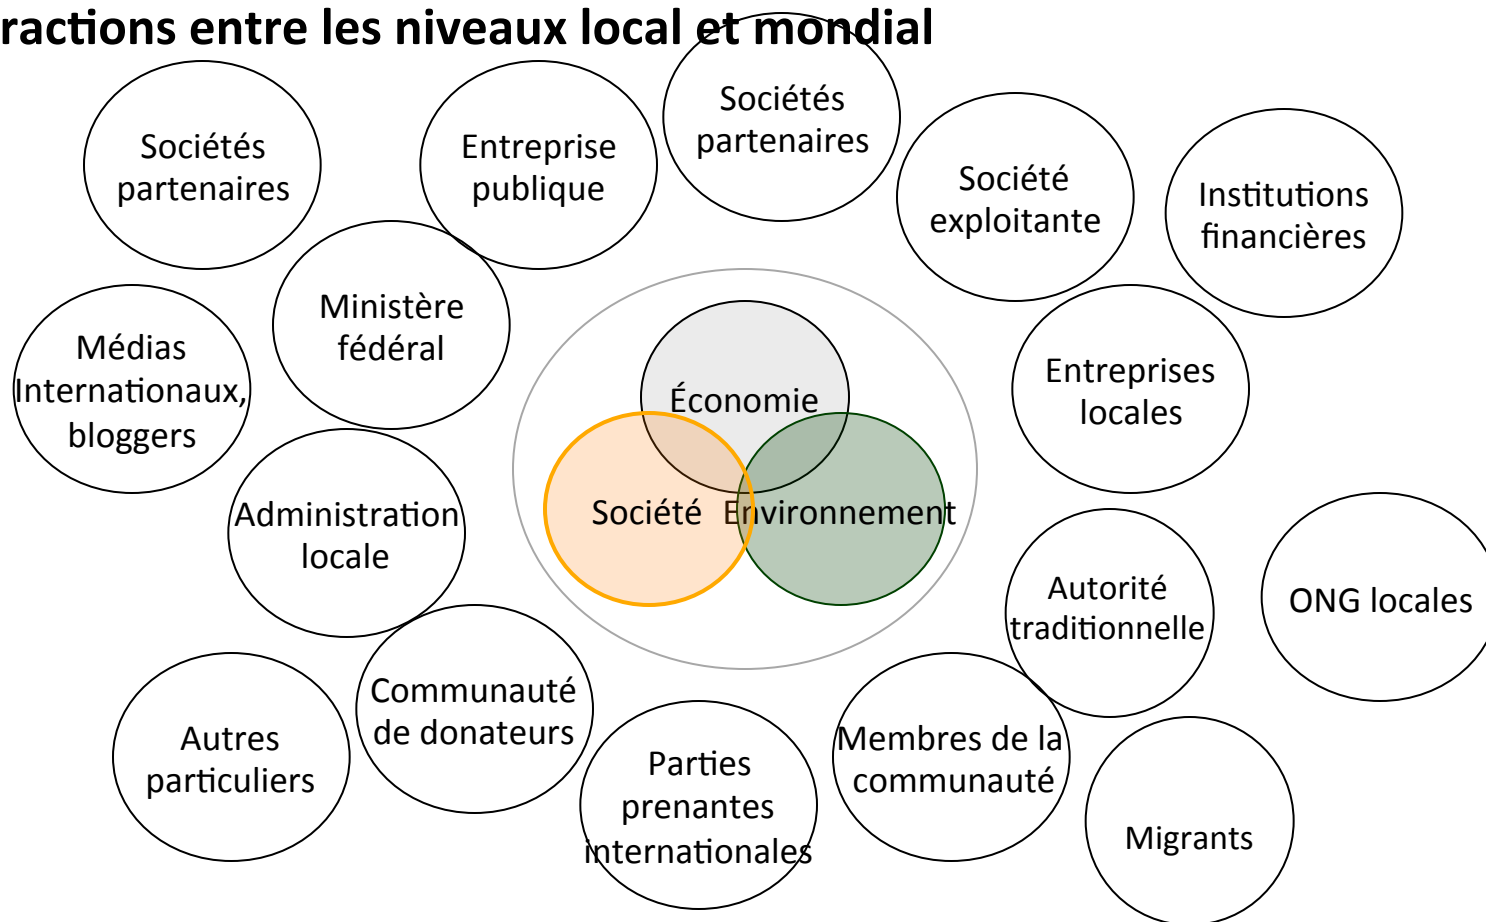 ractions entre les niveaux local et mondial
Sociétés
partenaires
Entreprise
publique
Sociétés
partenaires
Société
exploitante
Institutions
financières
Ministère
fédéral
Médias
Internationaux,
bloggers
Économie
Entreprises
locales
Société
Environnement
Administration
locale
Autorité
traditionnelle
ONG locales
Communauté
de donateurs
Autres
particuliers
Parties
prenantes
internationales
Membres de la
communauté
Migrants